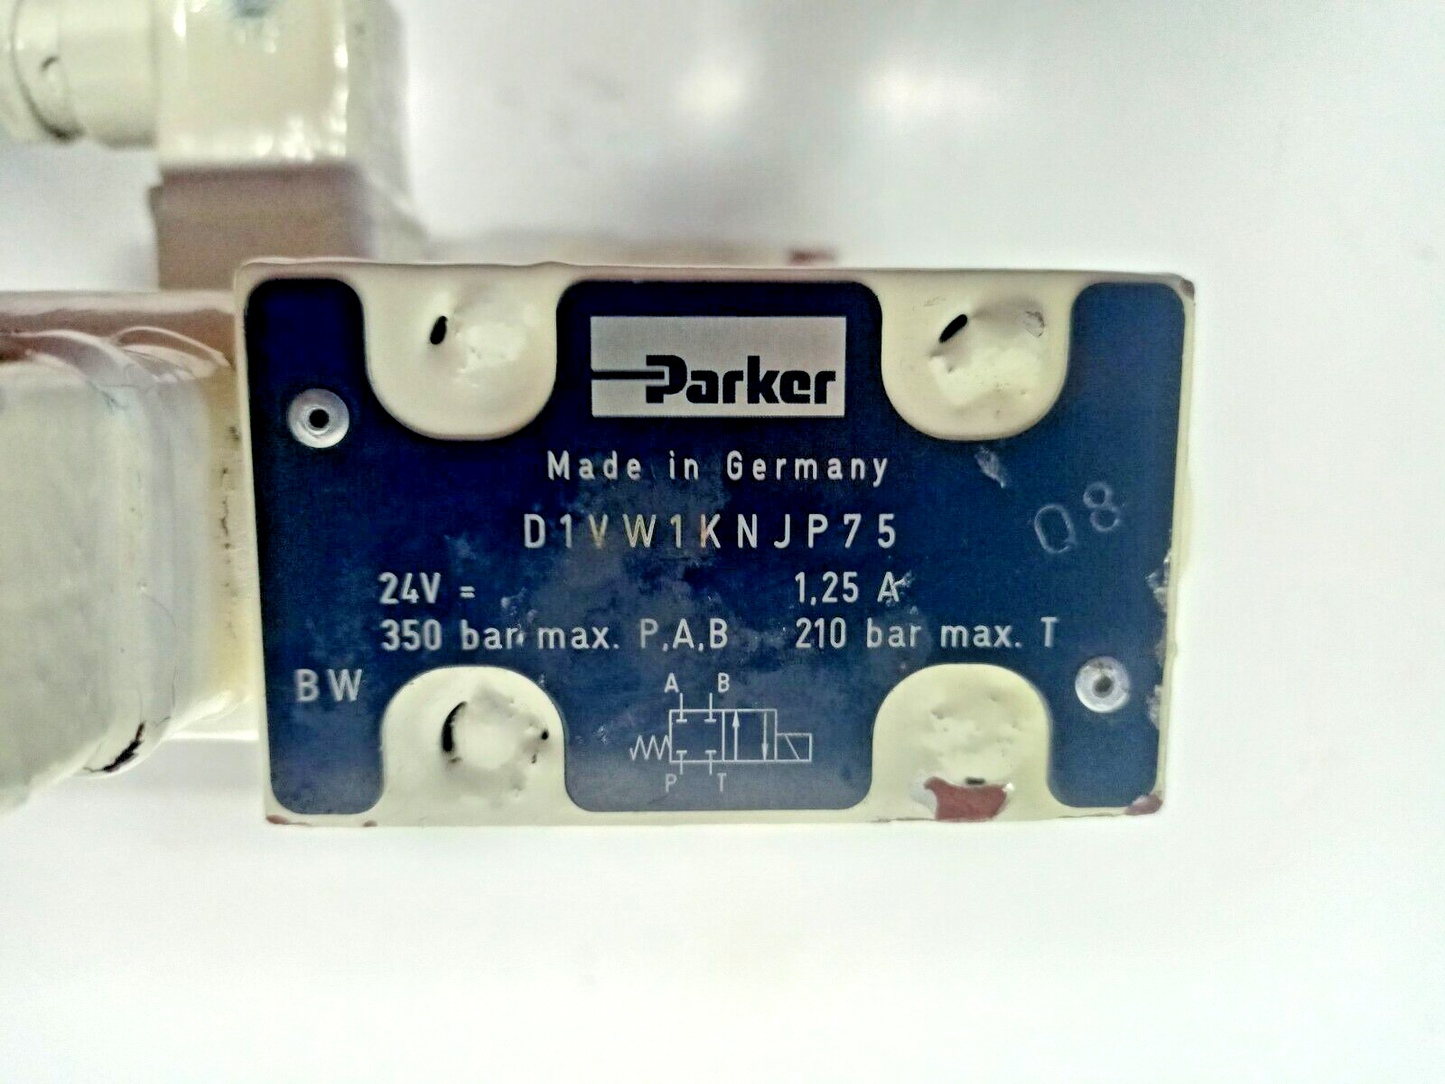 Parker
Made in Germany
D1VW1KNJP75
Q8
24V = 1,25 A
350 bar max. P,A,B 210 bar max. T
BW
A B
P T